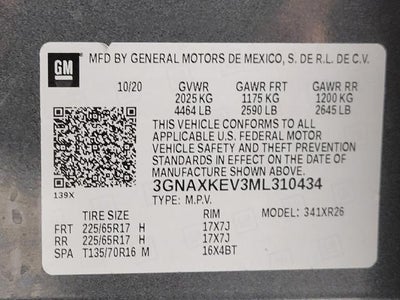 GM MFD BY GENERAL MOTORS DE MEXICO, S. DE R.L. DE C.V.
10/20 GVWR GAWR FRT GAWR RR
2025 KG 1175 KG 1200 KG
4464 LB 2590 LB 2645 LB
THIS VEHICLE CONFORMS TO ALL
APPLICABLE U.S. FEDERAL MOTOR
VEHICLE SAFETY AND THEFT PREVENTION
STANDARDS IN EFFECT ON THE DATE OF
MANUFACTURE SHOWN ABOVE.
3GNAXKEV3ML310434
139X TYPE: M.P.V.
TIRE SIZE RIM MODEL: 341XR26
FRT 225/65R17 H 17X7J
RR 225/65R17 H 17X7J
SPA T135/70R16 M 16X4BT